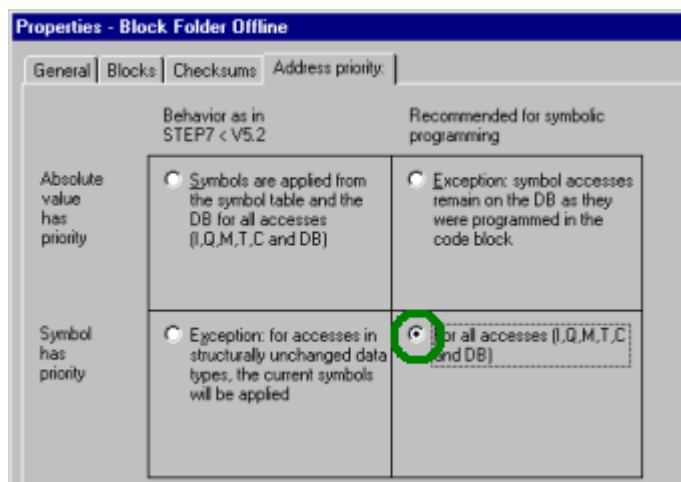 Properties - Block Folder Offline
General Blocks Checksums Address priority:
Behavior as in
STEP7 < V5.2
Recommended for symbolic
programming
Absolute
value
has
priority
Symbols are applied from
the symbol table and the
DB for all accesses
(I,Q,M,T,C and DB)
Exception: symbol accesses
remain on the DB as they
were programmed in the
code block
Symbol
has
priority
Exception: for accesses in
structurally unchanged data
types, the current symbols
will be applied
For all accesses (I,Q,M,T,C
and DB)